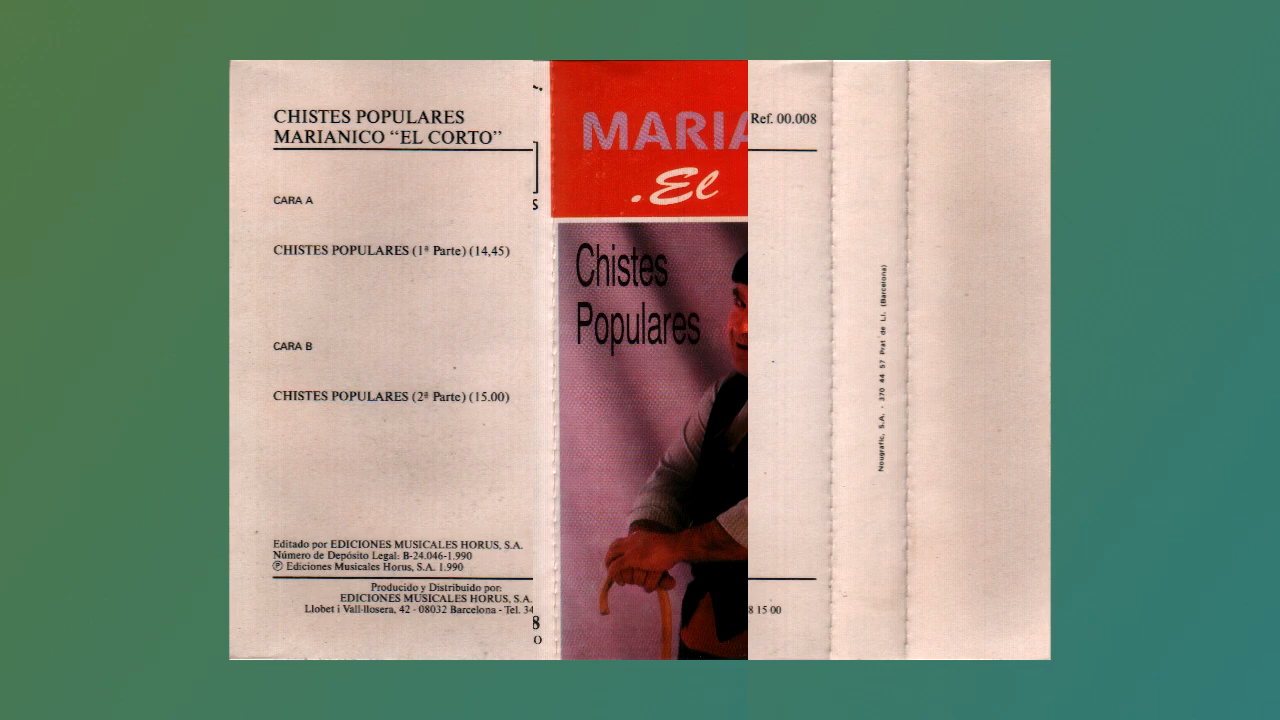 CHISTES POPULARES
MARIANICO “EL CORTO”
Ref. 00.008
CARA A
CHISTES POPULARES (1ª Parte) (14,45)
CARA B
CHISTES POPULARES (2ª Parte) (15.00)
Editado por EDICIONES MUSICALES HORUS, S.A.
Número de Depósito Legal: B-24.046-1.990
Ⓟ Ediciones Musicales Horus, S.A. 1.990
Producido y Distribuido por:
EDICIONES MUSICALES HORUS, S.A.
Llobet i Vall-llosera, 42 - 08032 Barcelona - Tel. 34
8 15 00
MARIA
.El
Chistes
Populares
Nougrafic, S.A. - 370 44 57 Prat de Ll. (Barcelona)